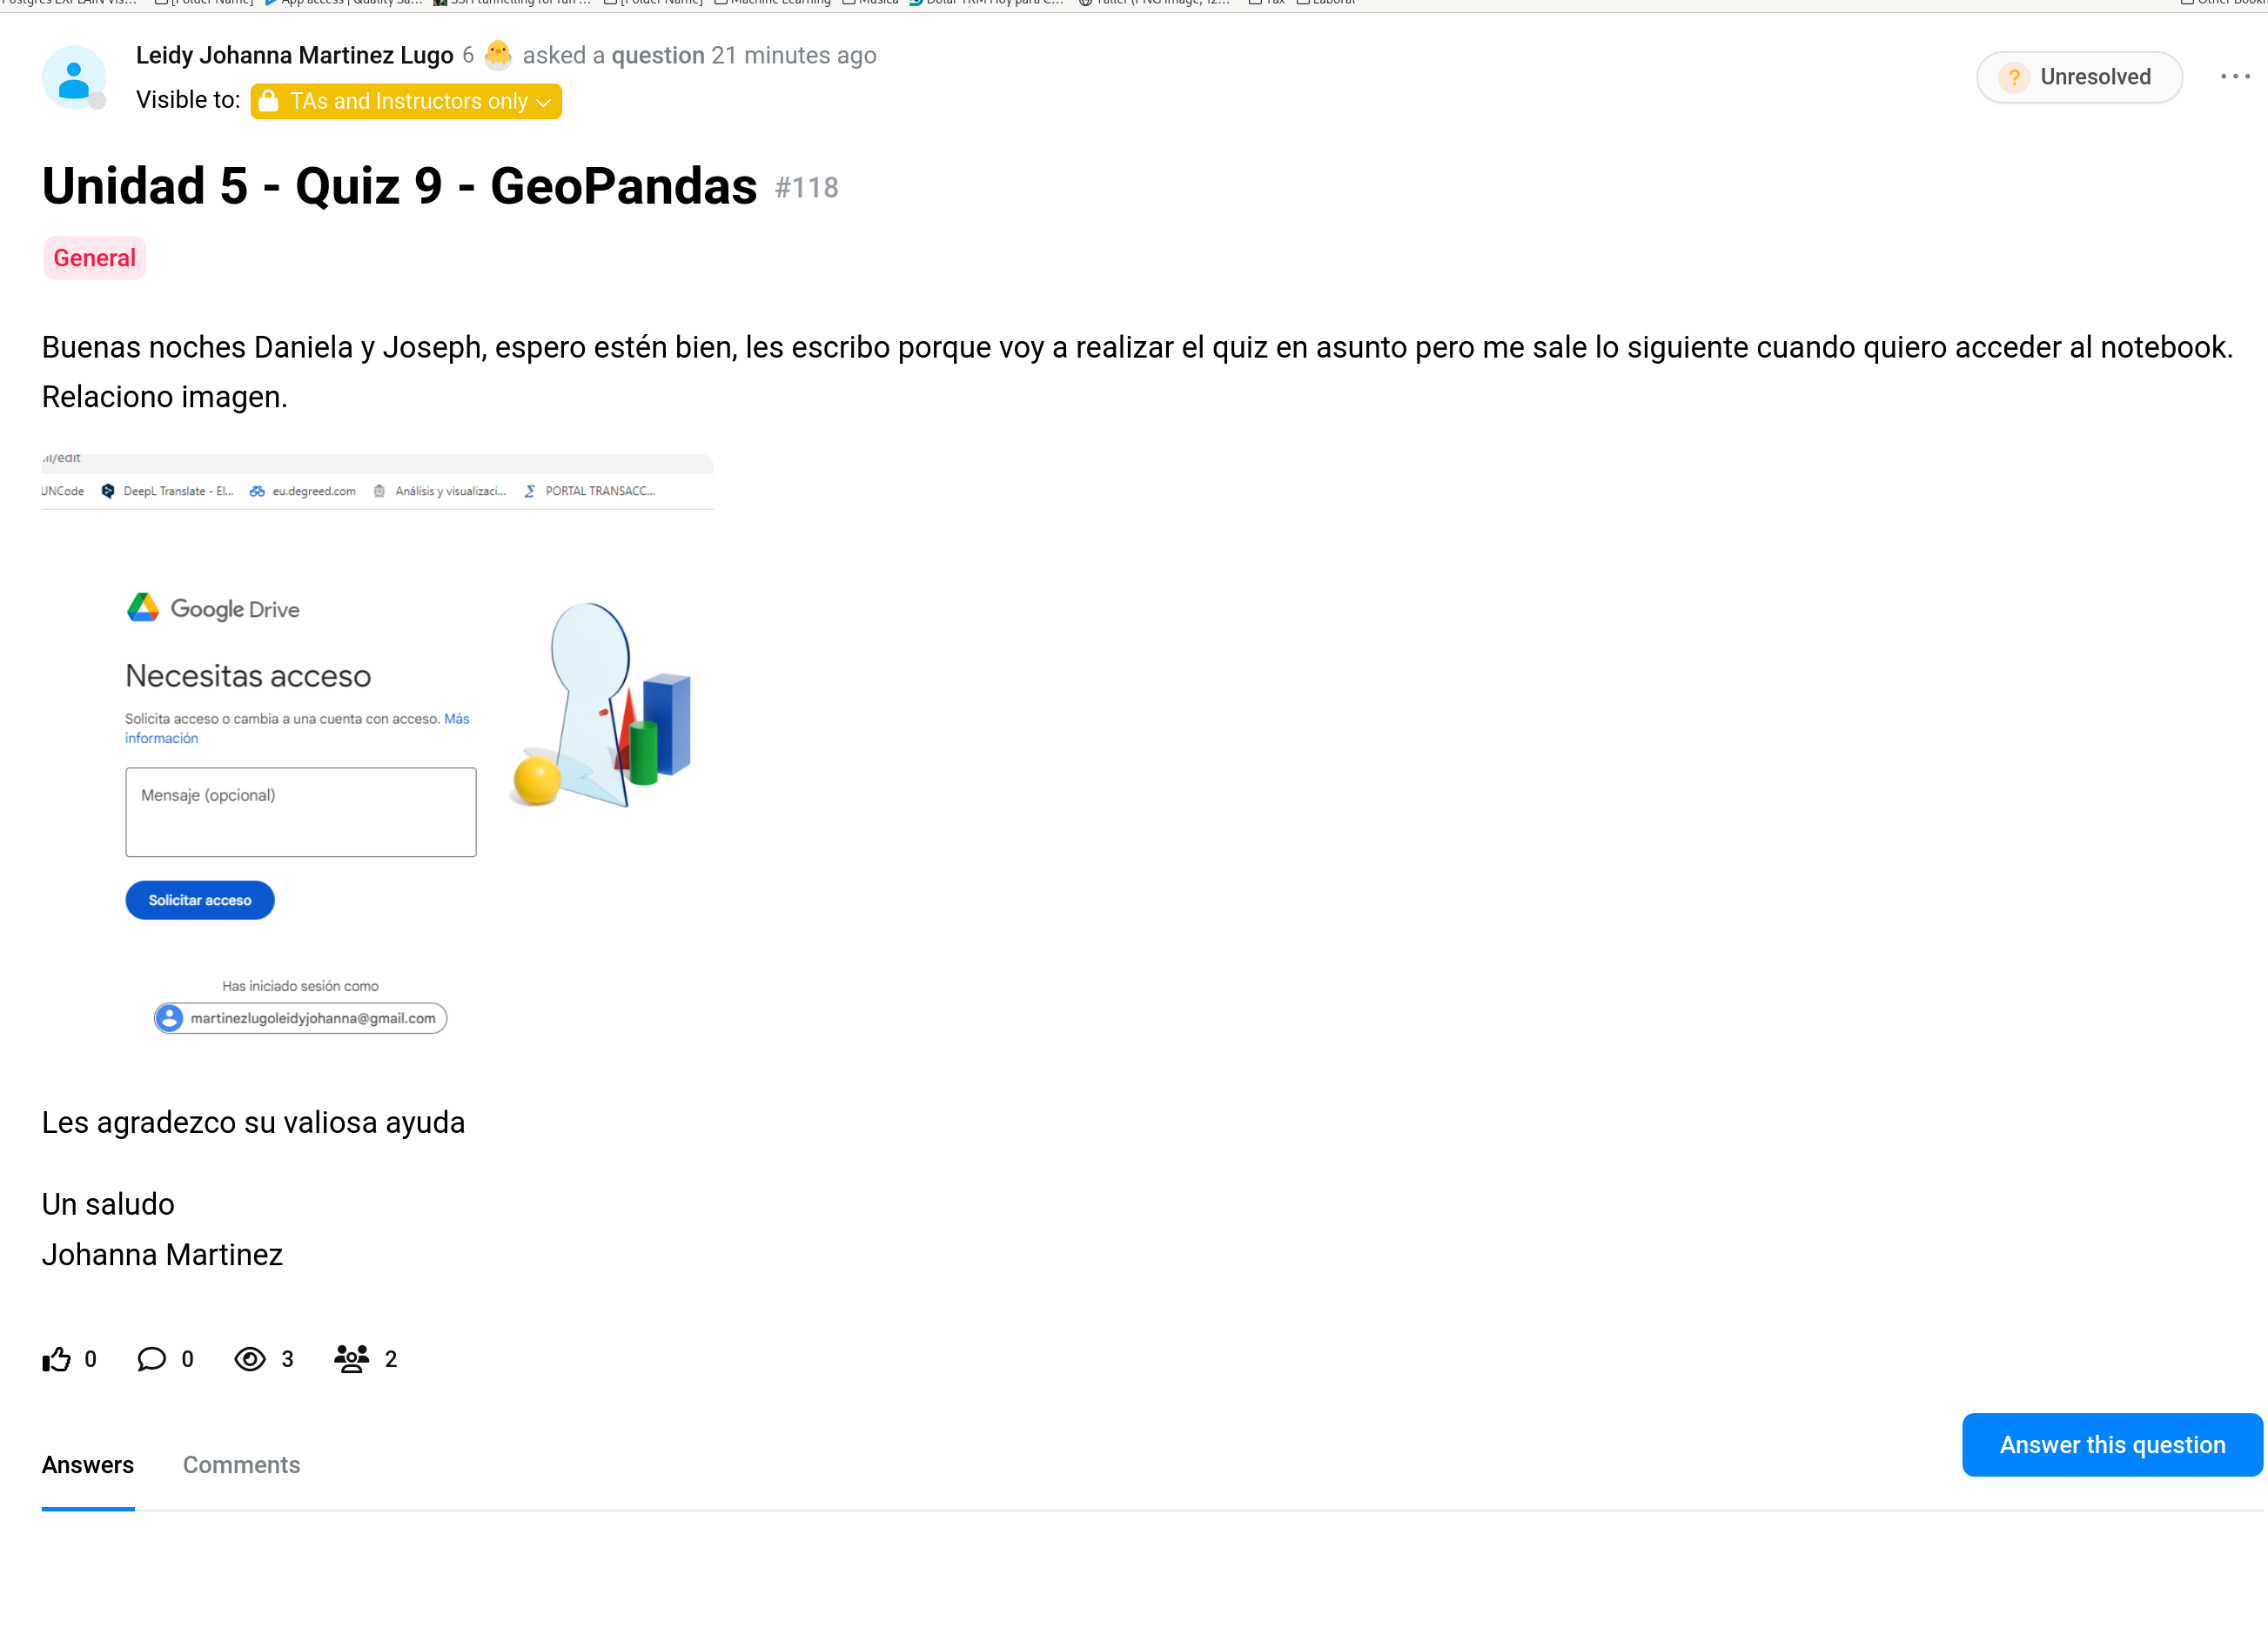 Leidy Johanna Martinez Lugo 6 asked a question 21 minutes ago
Unresolved
Visible to: TAs and Instructors only
Unidad 5 - Quiz 9 - GeoPandas #118
General
Buenas noches Daniela y Joseph, espero estén bien, les escribo porque voy a realizar el quiz en asunto pero me sale lo siguiente cuando quiero acceder al notebook.
Relaciono imagen.
/edit
UNCode DeepL Translate - El... eu.degreed.com Análisis y visualizaci... PORTAL TRANSACC...
Google Drive
Necesitas acceso
Solicita acceso o cambia a una cuenta con acceso. Más
información
Mensaje (opcional)
Solicitar acceso
Has iniciado sesión como
martinezlugoleidyjohanna@gmail.com
Les agradezco su valiosa ayuda
Un saludo
Johanna Martinez
0 0 3 2
Answer this question
Answers Comments